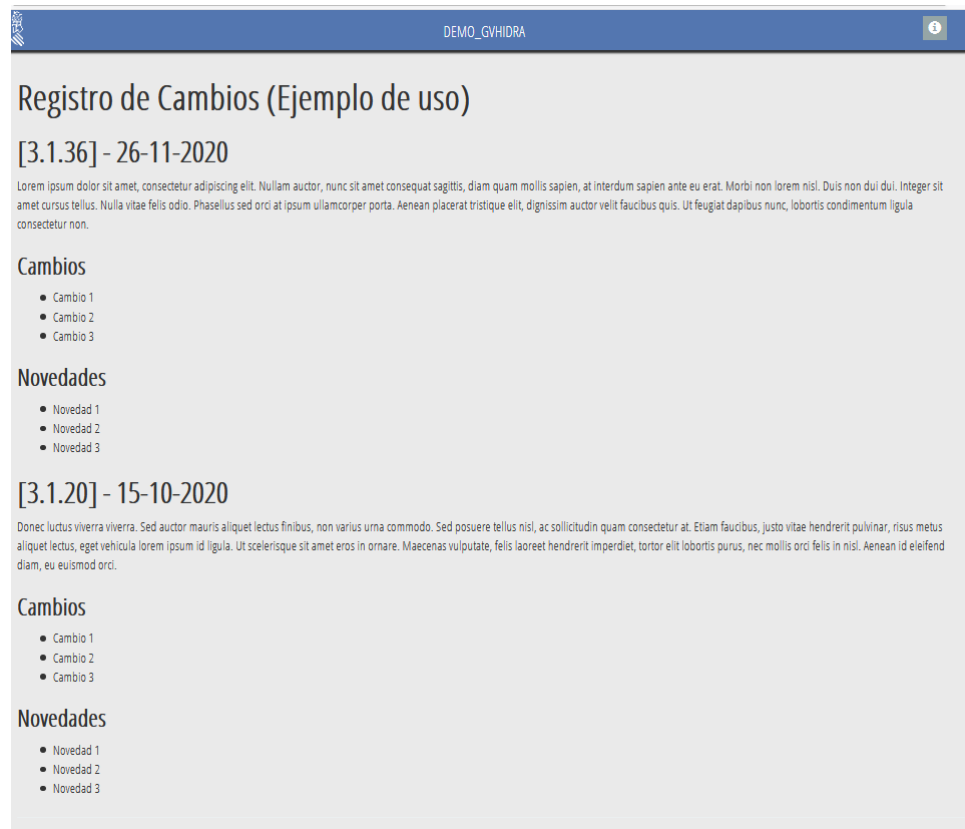 DEMO_GVHIDRA
Registro de Cambios (Ejemplo de uso)
[3.1.36] - 26-11-2020
Lorem ipsum dolor sit amet, consectetur adipiscing elit. Nullam auctor, nunc sit amet consequat sagittis, diam quam mollis sapien, at interdum sapien ante eu erat. Morbi non lorem nisl. Duis non dui dui. Integer sit
amet cursus tellus. Nulla vitae felis odio. Phasellus sed orci at ipsum ullamcorper porta. Aenean placerat tristique elit, dignissim auctor velit faucibus quis. Ut feugiat dapibus nunc, lobortis condimentum ligula
consectetur non.
Cambios
Cambio 1
Cambio 2
Cambio 3
Novedades
Novedad 1
Novedad 2
Novedad 3
[3.1.20] - 15-10-2020
Donec luctus viverra viverra. Sed auctor mauris aliquet lectus finibus, non varius urna commodo. Sed posuere tellus nisl, ac sollicitudin quam consectetur at. Etiam faucibus, justo vitae hendrerit pulvinar, risus metus
aliquet lectus, eget vehicula lorem ipsum id ligula. Ut scelerisque sit amet eros in ornare. Maecenas vulputate, felis laoreet hendrerit imperdiet, tortor elit lobortis purus, nec mollis orci felis in nisl. Aenean id eleifend
diam, eu euismod orci.
Cambios
Cambio 1
Cambio 2
Cambio 3
Novedades
Novedad 1
Novedad 2
Novedad 3